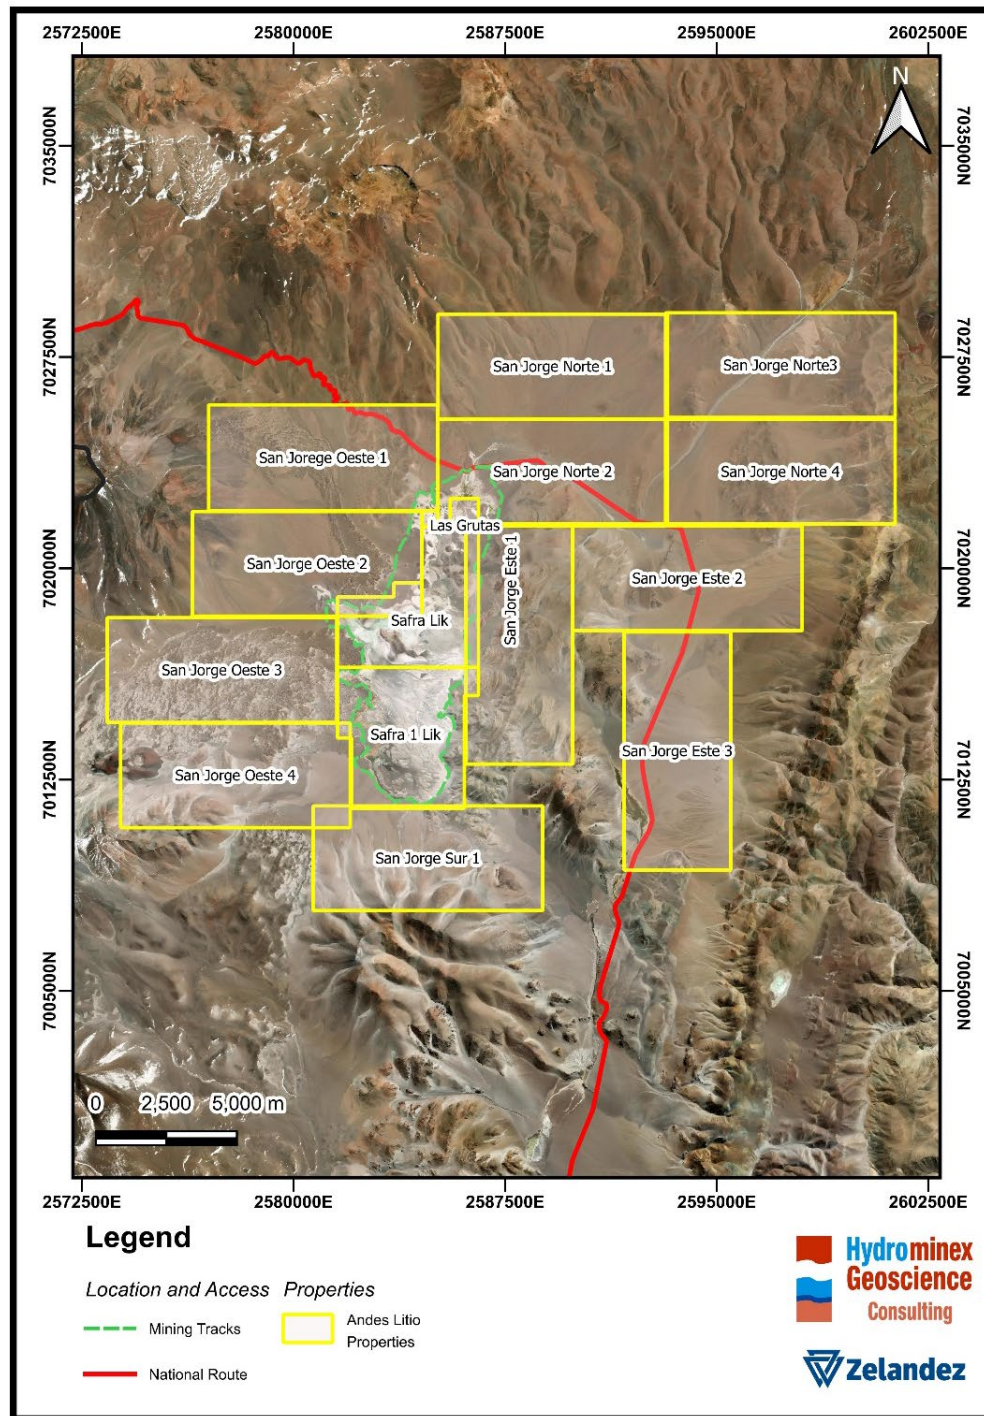 2572500E 2580000E 2587500E 2595000E 2602500E
N
7035000N 7035000N
7027500N 7027500N
San Jorge Norte 1 San Jorge Norte3
San Jorege Oeste 1 San Jorge Norte 2 San Jorge Norte 4
Las Grutas
7020000N 7020000N
San Jorge Oeste 2 San Jorge Este 1 San Jorge Este 2
Safra Lik
San Jorge Oeste 3
Safra 1 Lik San Jorge Este 3
7012500N 7012500N
San Jorge Oeste 4
San Jorge Sur 1
7005000N 7005000N
0 2,500 5,000 m
2572500E 2580000E 2587500E 2595000E 2602500E
Legend
Location and Access Properties
Mining Tracks
Andes Litio
Properties
National Route
Hydrominex
Geoscience
Consulting
Zelandez